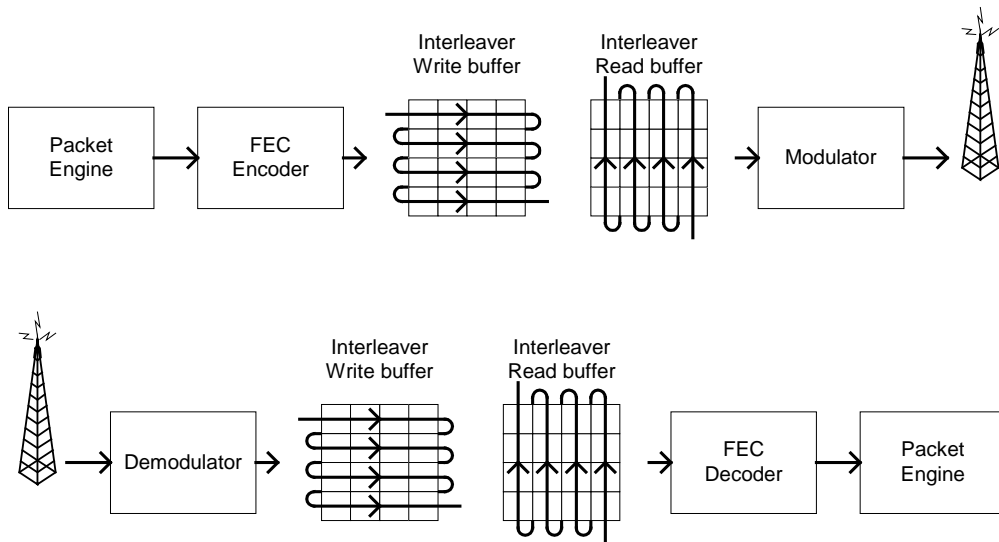 Interleaver
Write buffer
Interleaver
Read buffer
Packet
Engine
FEC
Encoder
Modulator
Interleaver
Write buffer
Interleaver
Read buffer
Demodulator
FEC
Decoder
Packet
Engine